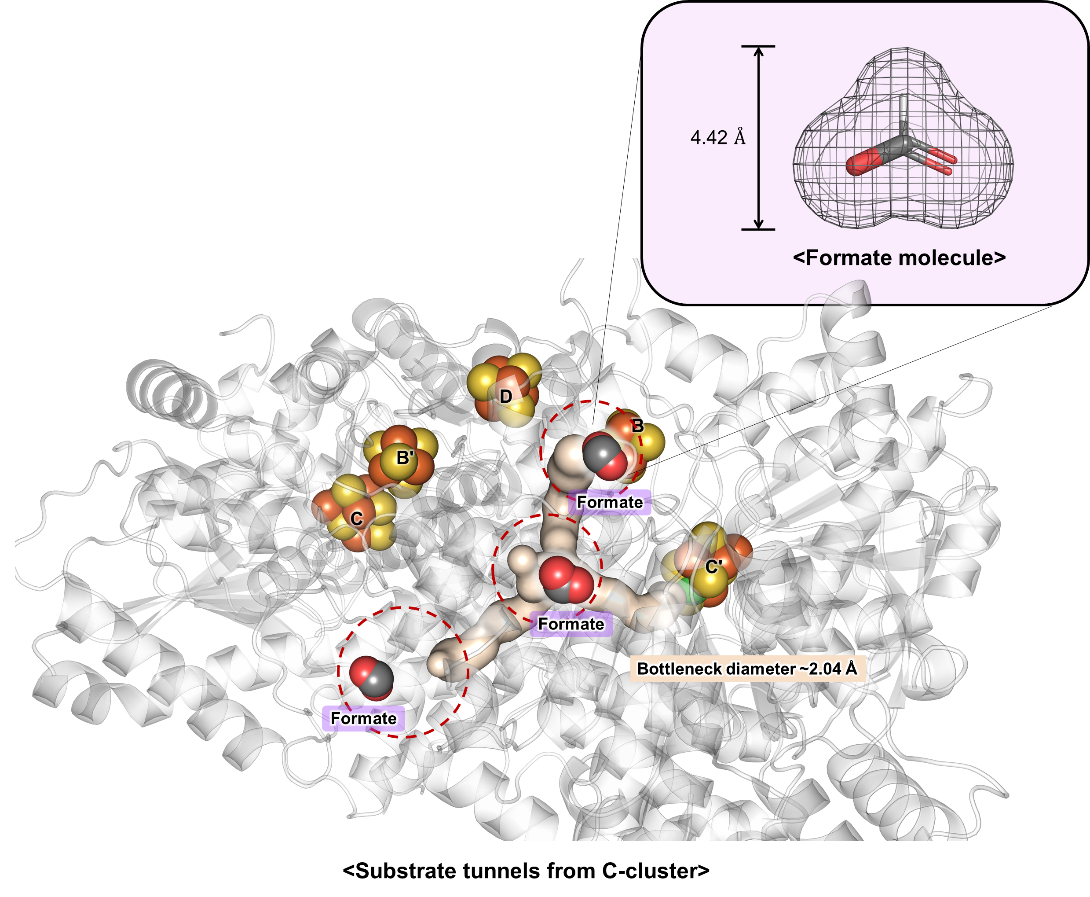 4.42 Å
<Formate molecule>
D
B
B'
Formate
C
C'
Formate
Bottleneck diameter ~2.04 Å
Formate
<Substrate tunnels from C-cluster>